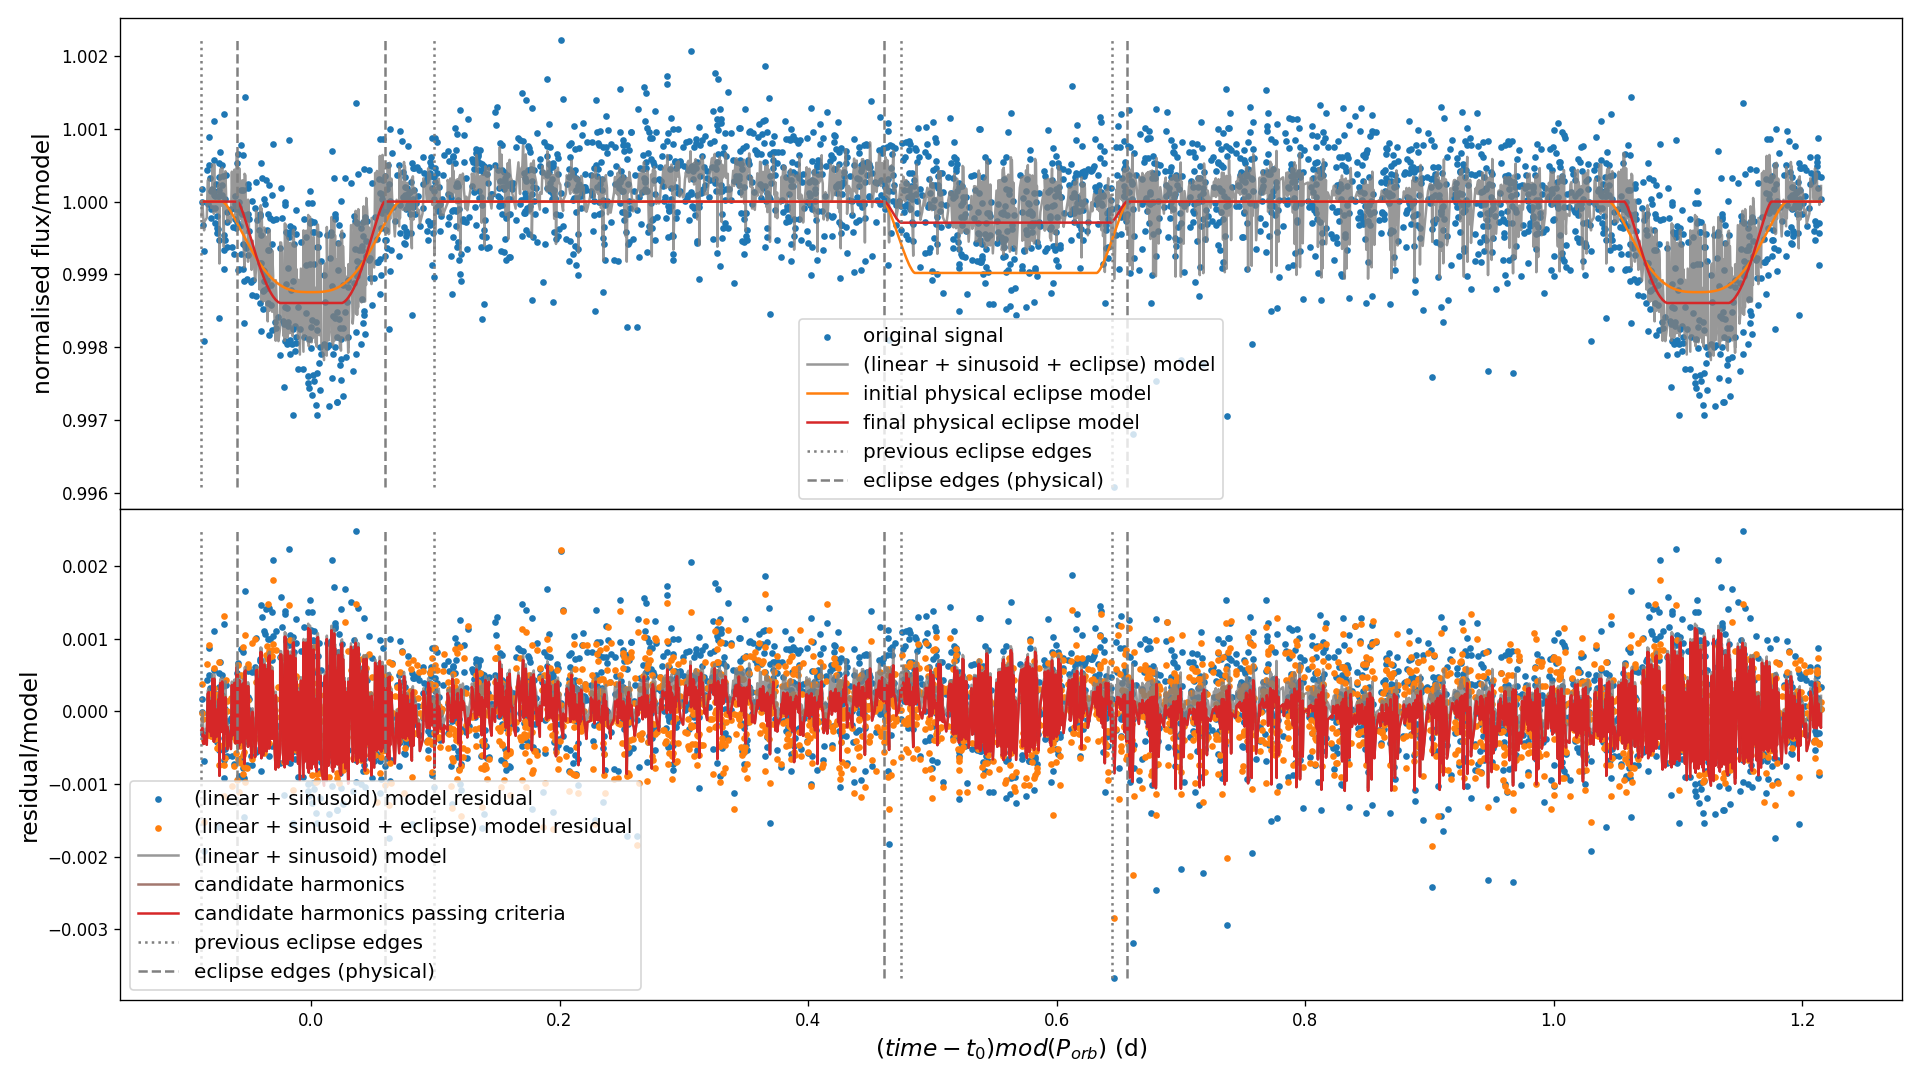 normalised flux/model
1.002
1.001
1.000
0.999
0.998
0.997
0.996
original signal
(linear + sinusoid + eclipse) model
initial physical eclipse model
final physical eclipse model
previous eclipse edges
eclipse edges (physical)
residual/model
0.002
0.001
0.000
−0.001
−0.002
−0.003
(linear + sinusoid) model residual
(linear + sinusoid + eclipse) model residual
(linear + sinusoid) model
candidate harmonics
candidate harmonics passing criteria
previous eclipse edges
eclipse edges (physical)
0.0 0.2 0.4 0.6 0.8 1.0 1.2
(time − t₀)mod(P_orb) (d)